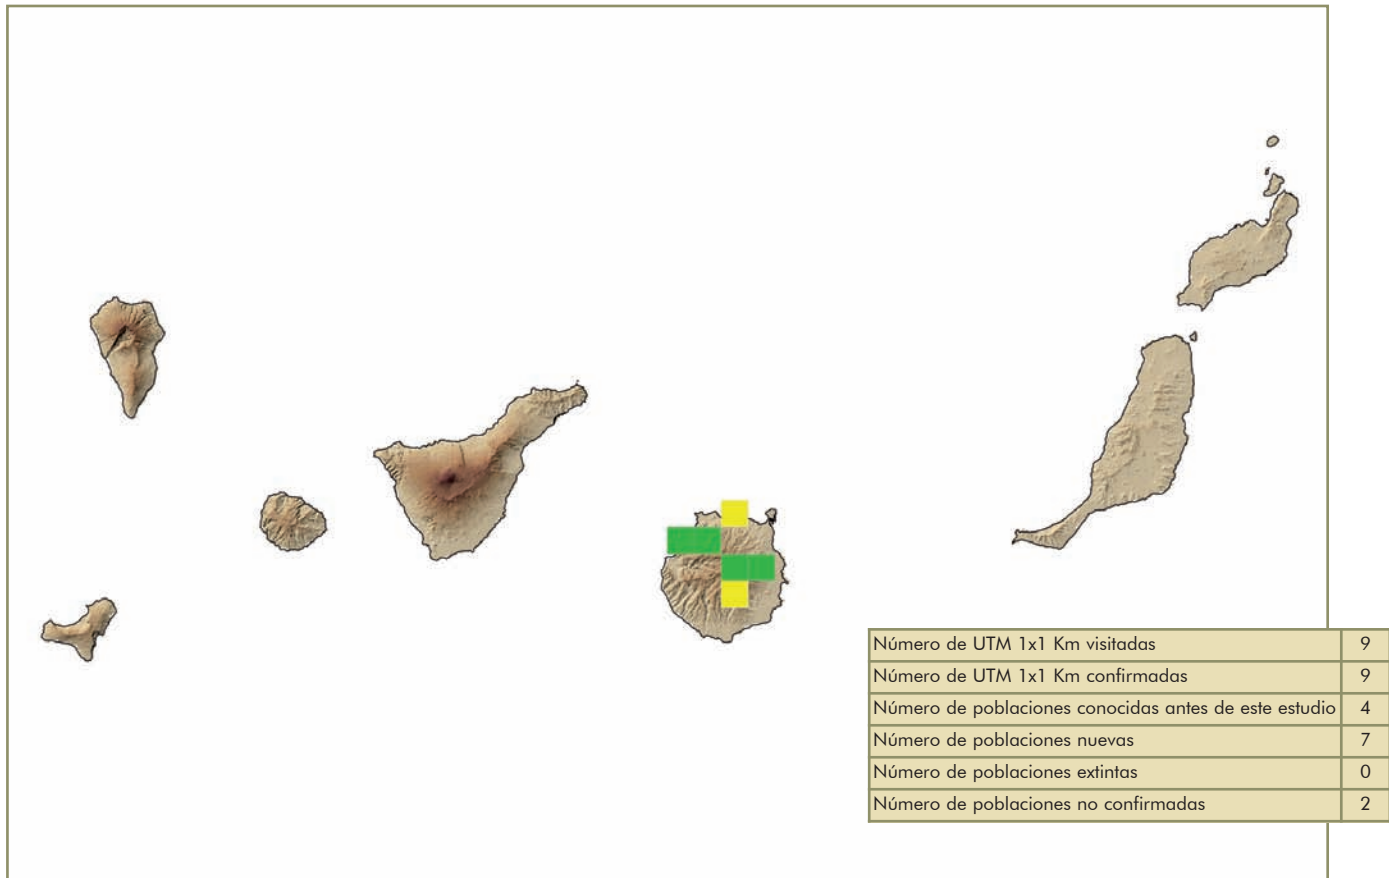 Número de UTM 1x1 Km visitadas 9
Número de UTM 1x1 Km confirmadas 9
Número de poblaciones conocidas antes de este estudio 4
Número de poblaciones nuevas 7
Número de poblaciones extintas 0
Número de poblaciones no confirmadas 2